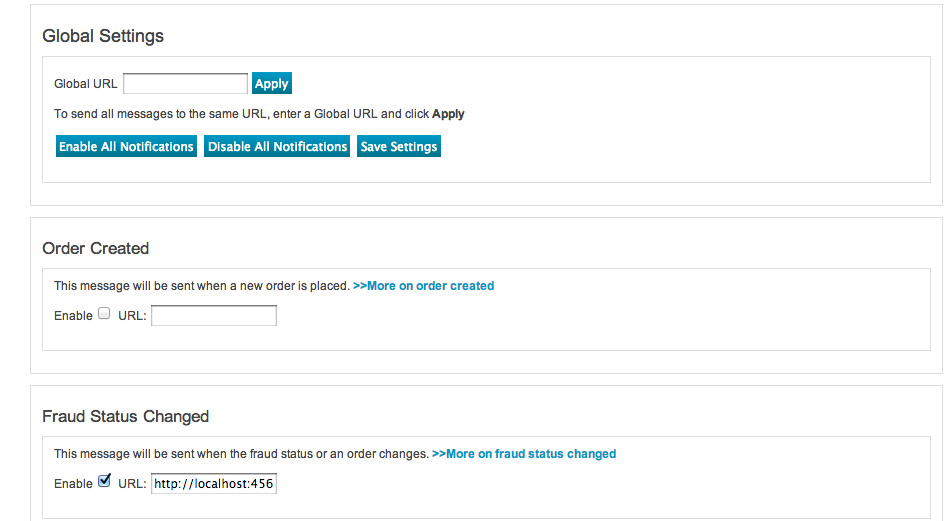 Global Settings
Global URL Apply
To send all messages to the same URL, enter a Global URL and click Apply
Enable All Notifications Disable All Notifications Save Settings
Order Created
This message will be sent when a new order is placed. >>More on order created
Enable URL:
Fraud Status Changed
This message will be sent when the fraud status or an order changes. >>More on fraud status changed
Enable URL: http://localhost:456